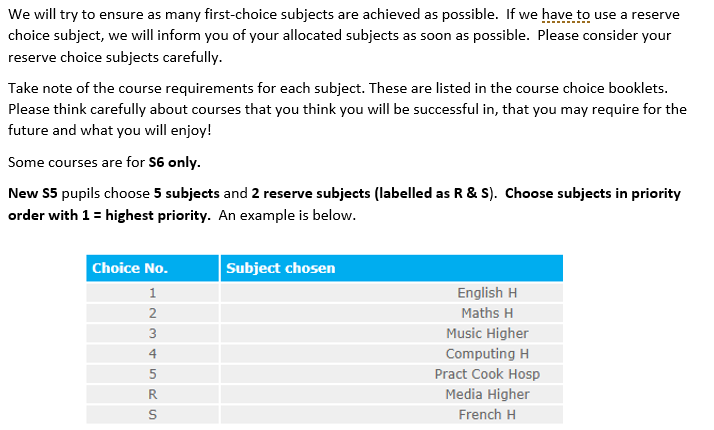 We will try to ensure as many first-choice subjects are achieved as possible.  If we have to use a reserve
choice subject, we will inform you of your allocated subjects as soon as possible.  Please consider your
reserve choice subjects carefully.
Take note of the course requirements for each subject. These are listed in the course choice booklets.
Please think carefully about courses that you think you will be successful in, that you may require for the
future and what you will enjoy!
Some courses are for S6 only.
New S5 pupils choose 5 subjects and 2 reserve subjects (labelled as R & S).  Choose subjects in priority
order with 1 = highest priority.  An example is below.
Choice No. Subject chosen
1 English H
2 Maths H
3 Music Higher
4 Computing H
5 Pract Cook Hosp
R Media Higher
S French H